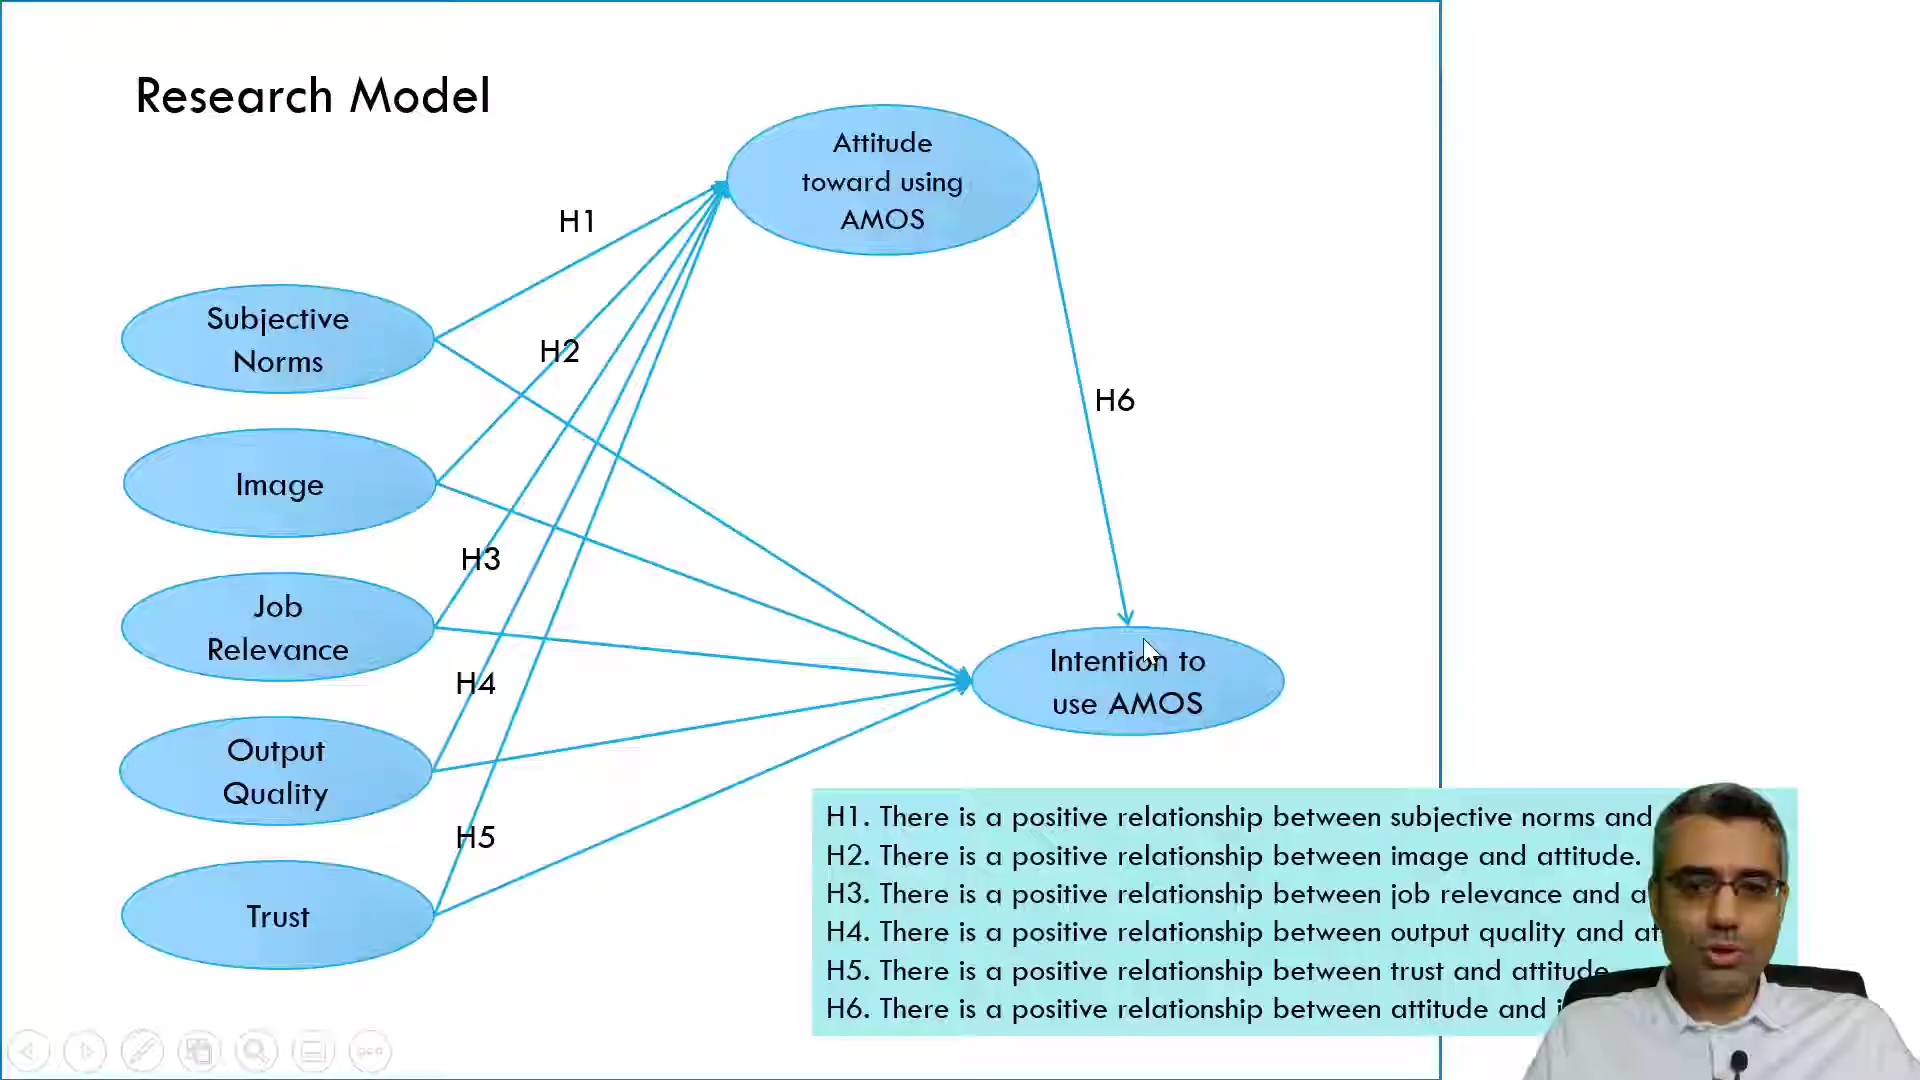 Research Model
Attitude
toward using
AMOS
H1
Subjective
Norms
H2
H6
Image
H3
Job
Relevance
Intention to
use AMOS
H4
Output
Quality
H5
Trust
H1. There is a positive relationship between subjective norms and
H2. There is a positive relationship between image and attitude.
H3. There is a positive relationship between job relevance and
H4. There is a positive relationship between output quality and
H5. There is a positive relationship between trust and attitude
H6. There is a positive relationship between attitude and